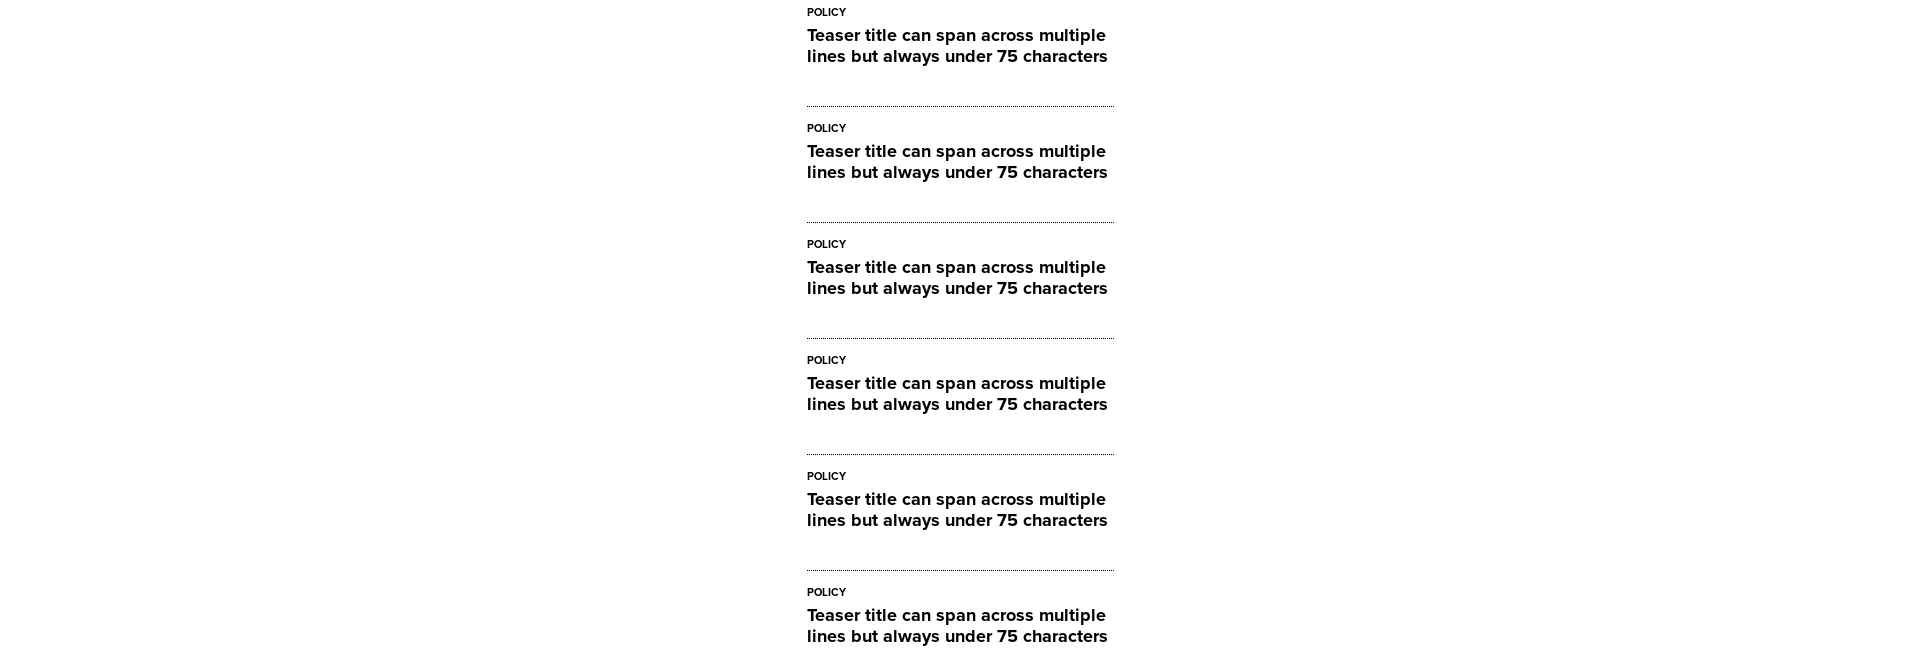 POLICY
Teaser title can span across multiple
lines but always under 75 characters
POLICY
Teaser title can span across multiple
lines but always under 75 characters
POLICY
Teaser title can span across multiple
lines but always under 75 characters
POLICY
Teaser title can span across multiple
lines but always under 75 characters
POLICY
Teaser title can span across multiple
lines but always under 75 characters
POLICY
Teaser title can span across multiple
lines but always under 75 characters